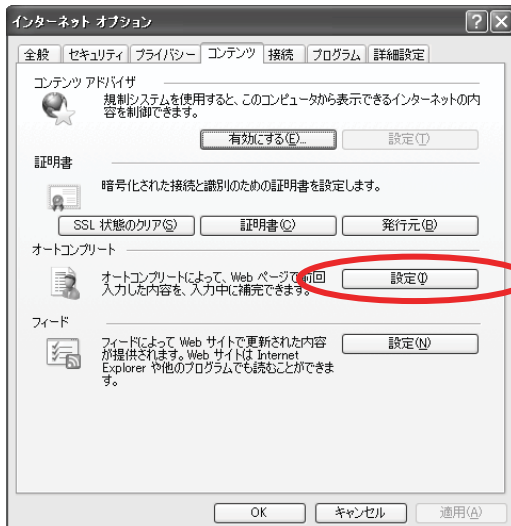 インターネット オプション
全般 セキュリティ プライバシー コンテンツ 接続 プログラム 詳細設定
コンテンツ アドバイザ
規制システムを使用すると、このコンピュータから表示できるインターネットの内
容を制御できます。
有効にする(E)... 設定(T)
証明書
暗号化された接続と識別のための証明書を設定します。
SSL 状態のクリア(S) 証明書(C) 発行元(B)
オートコンプリート
オートコンプリートによって、Web ページで前回
入力した内容を、入力中に補完できます。
設定(I)
フィード
フィードによって Web サイトで更新された内容
が提供されます。Web サイトは Internet
Explorer や他のプログラムでも読むことができま
す。
設定(N)
OK キャンセル 適用(A)